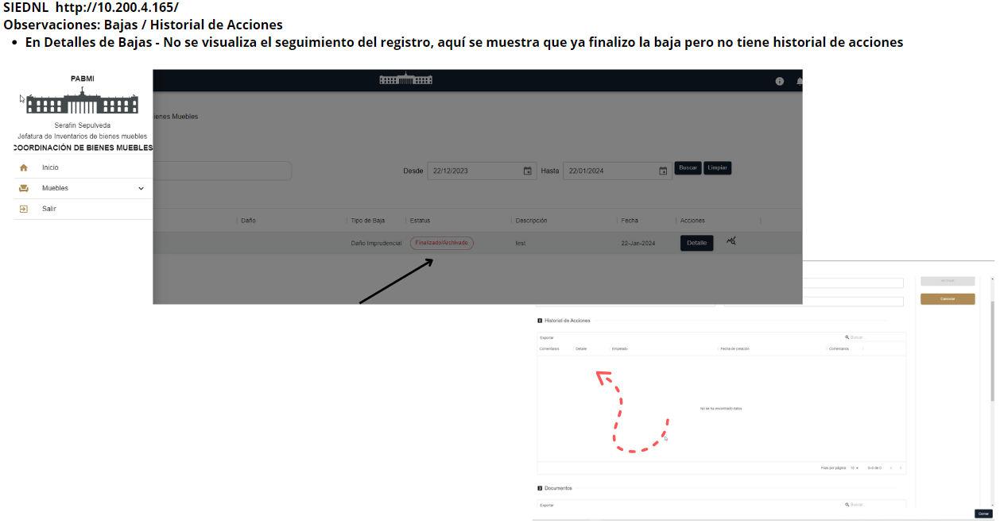 SIEDNL http://10.200.4.165/
Observaciones: Bajas / Historial de Acciones
• En Detalles de Bajas - No se visualiza el seguimiento del registro, aquí se muestra que ya finalizo la baja pero no tiene historial de acciones
PABMI
Serafin Sepulveda
Jefatura de Inventarios de bienes muebles
COORDINACIÓN DE BIENES MUEBLES
Inicio
Muebles
Salir
ienes Muebles
Desde 22/12/2023 Hasta 22/01/2024 Buscar Limpiar
Daño Tipo de Baja Estatus Descripción Fecha Acciones
Daño Imprudencial Finalizado/Archivado test 22-Jan-2024 Detalle
Cancelar
Historial de Acciones
Exportar Buscar
Comentarios Detalle Empleado Fecha de creación Comentarios
No se ha encontrado datos
Filas por página: 10 0–0 de 0
Documentos
Exportar Buscar
Cerrar